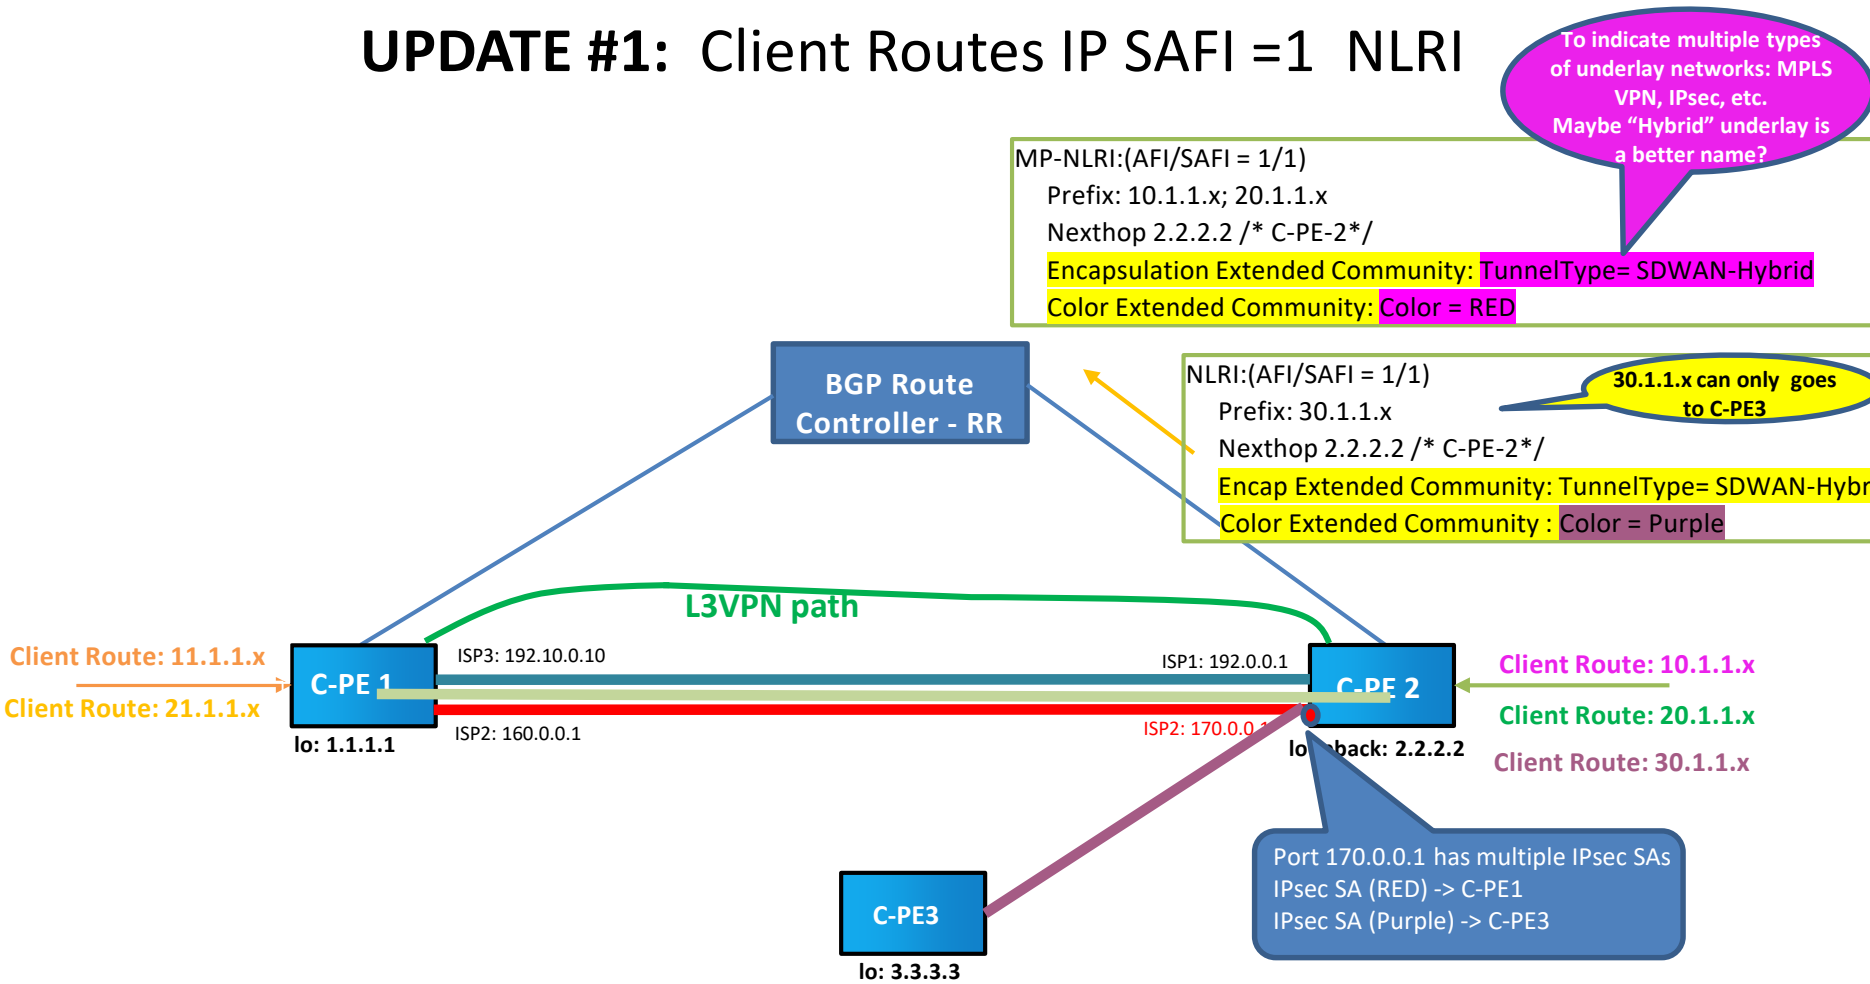 UPDATE #1: Client Routes IP SAFI =1 NLRI
To indicate multiple types
of underlay networks: MPLS
VPN, IPsec, etc.
Maybe “Hybrid” underlay is
a better name?
MP-NLRI:(AFI/SAFI = 1/1)
Prefix: 10.1.1.x; 20.1.1.x
Nexthop 2.2.2.2 /* C-PE-2*/
Encapsulation Extended Community: TunnelType= SDWAN-Hybrid
Color Extended Community: Color = RED
BGP Route
Controller - RR
NLRI:(AFI/SAFI = 1/1)
Prefix: 30.1.1.x
Nexthop 2.2.2.2 /* C-PE-2*/
Encap Extended Community: TunnelType= SDWAN-Hybr
Color Extended Community : Color = Purple
30.1.1.x can only goes
to C-PE3
L3VPN path
Client Route: 11.1.1.x
Client Route: 21.1.1.x
C-PE 1
lo: 1.1.1.1
ISP3: 192.10.0.10
ISP2: 160.0.0.1
ISP1: 192.0.0.1
ISP2: 170.0.0.1
C-PE 2
loopback: 2.2.2.2
Client Route: 10.1.1.x
Client Route: 20.1.1.x
Client Route: 30.1.1.x
Port 170.0.0.1 has multiple IPsec SAs
IPsec SA (RED) -> C-PE1
IPsec SA (Purple) -> C-PE3
C-PE3
lo: 3.3.3.3